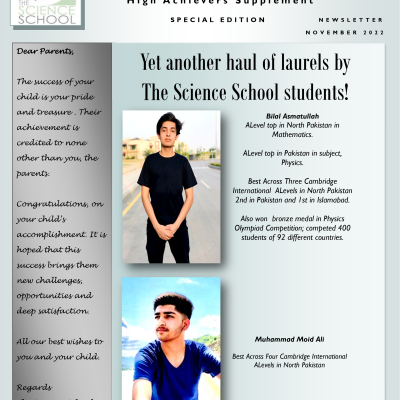 THE SCIENCE
SCHOOL
High Achievers Supplement
SPECIAL EDITION
NEWSLETTER
NOVEMBER 2022
Dear Parents,
The success of your
child is your pride
and treasure . Their
achievement is
credited to none
other than you, the
parents.
Congratulations, on
your child's
accomplishment. It is
hoped that this
success brings them
new challenges,
opportunities and
deep satisfaction.
All our best wishes to
you and your child.
Regards
Yet another haul of laurels by
The Science School students!
Bilal Asmatullah
ALevel top in North Pakistan in
Mathematics.
ALevel top in Pakistan in subject,
Physics.
Best Across Three Cambridge
International ALevels in North Pakistan
2nd in Pakistan and 1st in Islamabad.
Also won bronze medal in Physics
Olympiad Competition; competed 400
students of 92 different countries.
Muhammad Moid Ali
Best Across Four Cambridge International
ALevels in North Pakistan